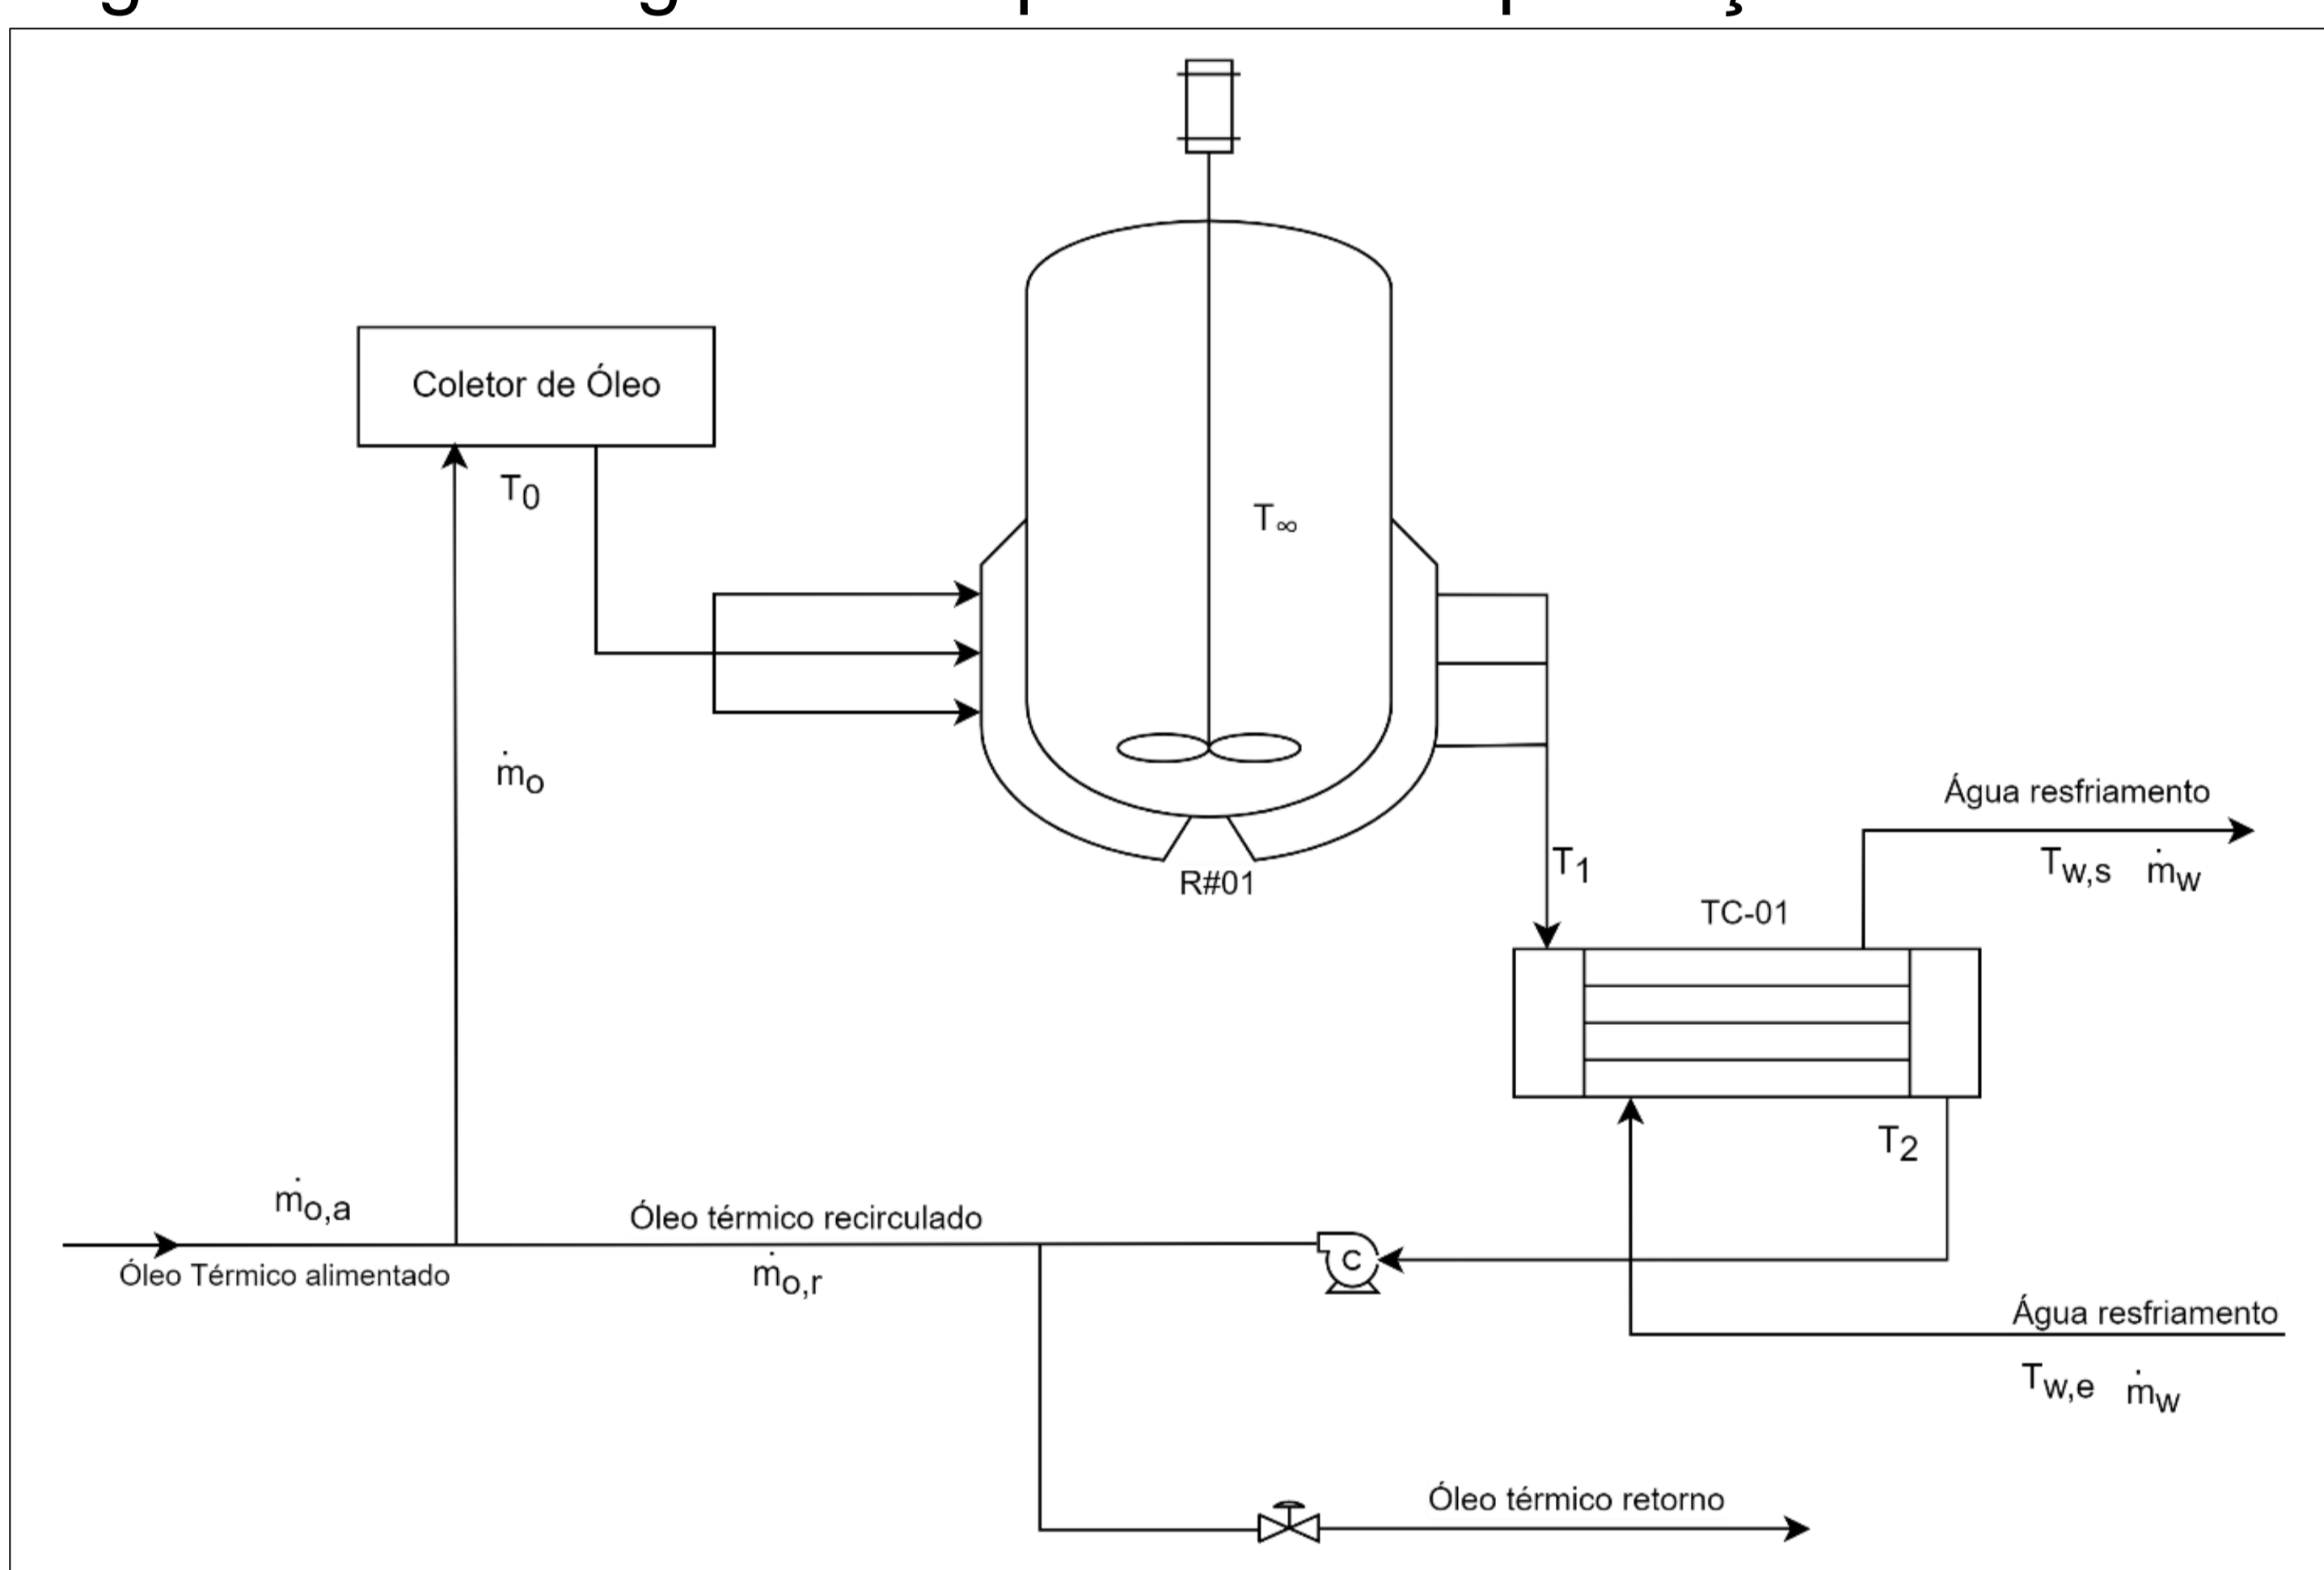 Coletor de Óleo
T0
T∞
ṁo
R#01
T1
Água resfriamento
Tw,s ṁw
TC-01
T2
ṁo,a
Óleo Térmico alimentado
Óleo térmico recirculado
ṁo,r
C
Água resfriamento
Tw,e ṁw
Óleo térmico retorno